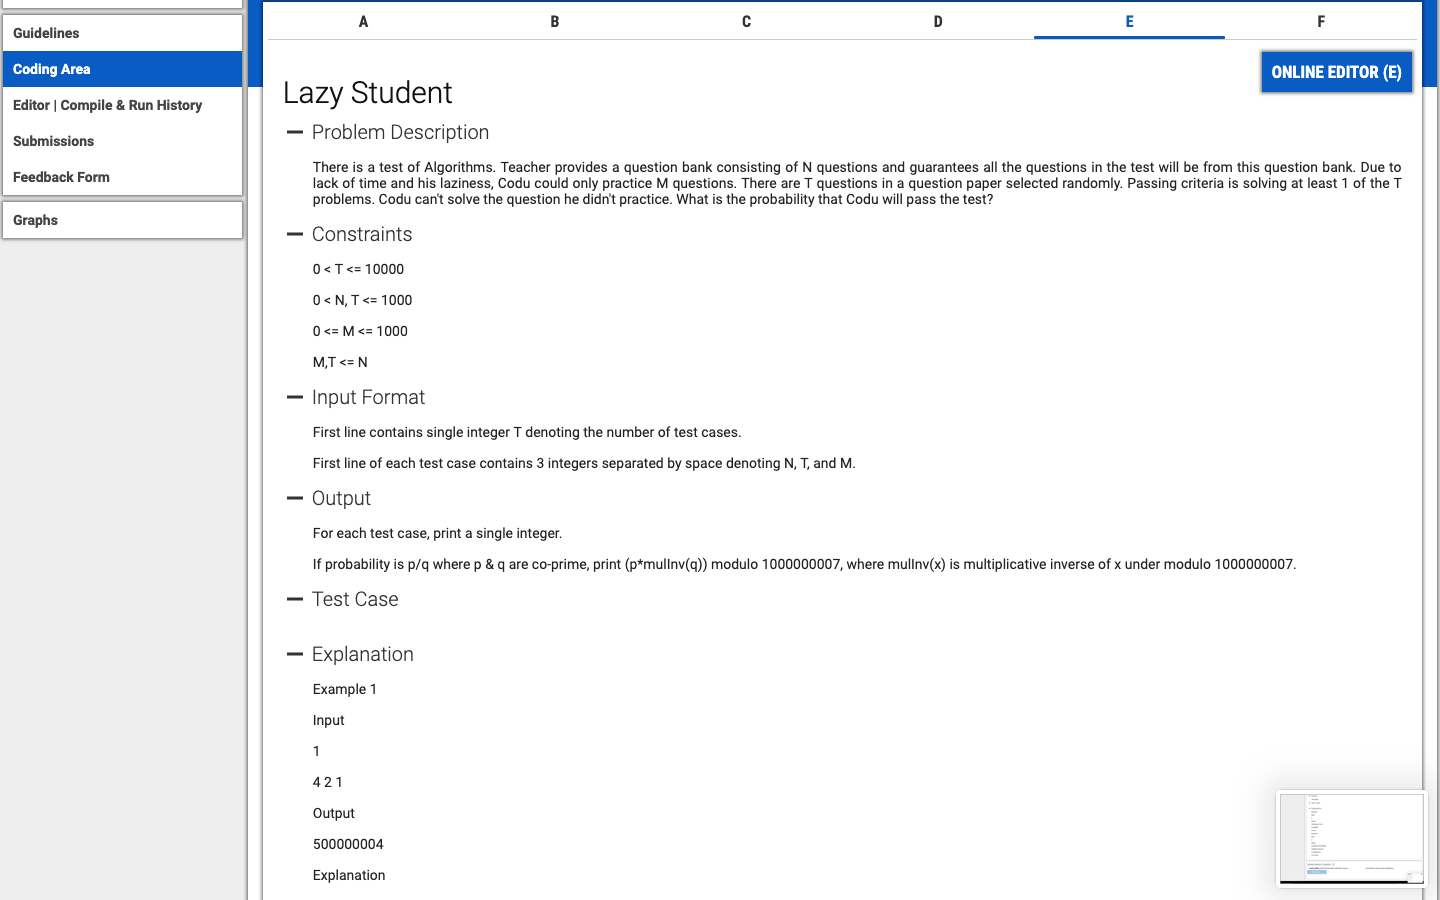 Guidelines
Coding Area
Editor | Compile & Run History
Submissions
Feedback Form
Graphs
A B C D E F
ONLINE EDITOR (E)
Lazy Student
Problem Description
There is a test of Algorithms. Teacher provides a question bank consisting of N questions and guarantees all the questions in the test will be from this question bank. Due to
lack of time and his laziness, Codu could only practice M questions. There are T questions in a question paper selected randomly. Passing criteria is solving at least 1 of the T
problems. Codu can't solve the question he didn't practice. What is the probability that Codu will pass the test?
Constraints
0 < T <= 10000
0 < N, T <= 1000
0 <= M <= 1000
M,T <= N
Input Format
First line contains single integer T denoting the number of test cases.
First line of each test case contains 3 integers separated by space denoting N, T, and M.
Output
For each test case, print a single integer.
If probability is p/q where p & q are co-prime, print (p*mulInv(q)) modulo 1000000007, where mulInv(x) is multiplicative inverse of x under modulo 1000000007.
Test Case
Explanation
Example 1
Input
1
4 2 1
Output
500000004
Explanation